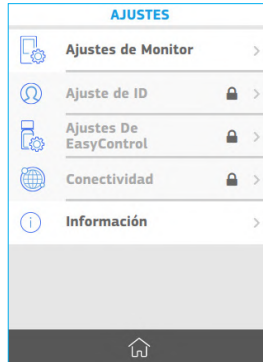 AJUSTES
Ajustes de Monitor
Ajuste de ID
Ajustes De
EasyControl
Conectividad
Información